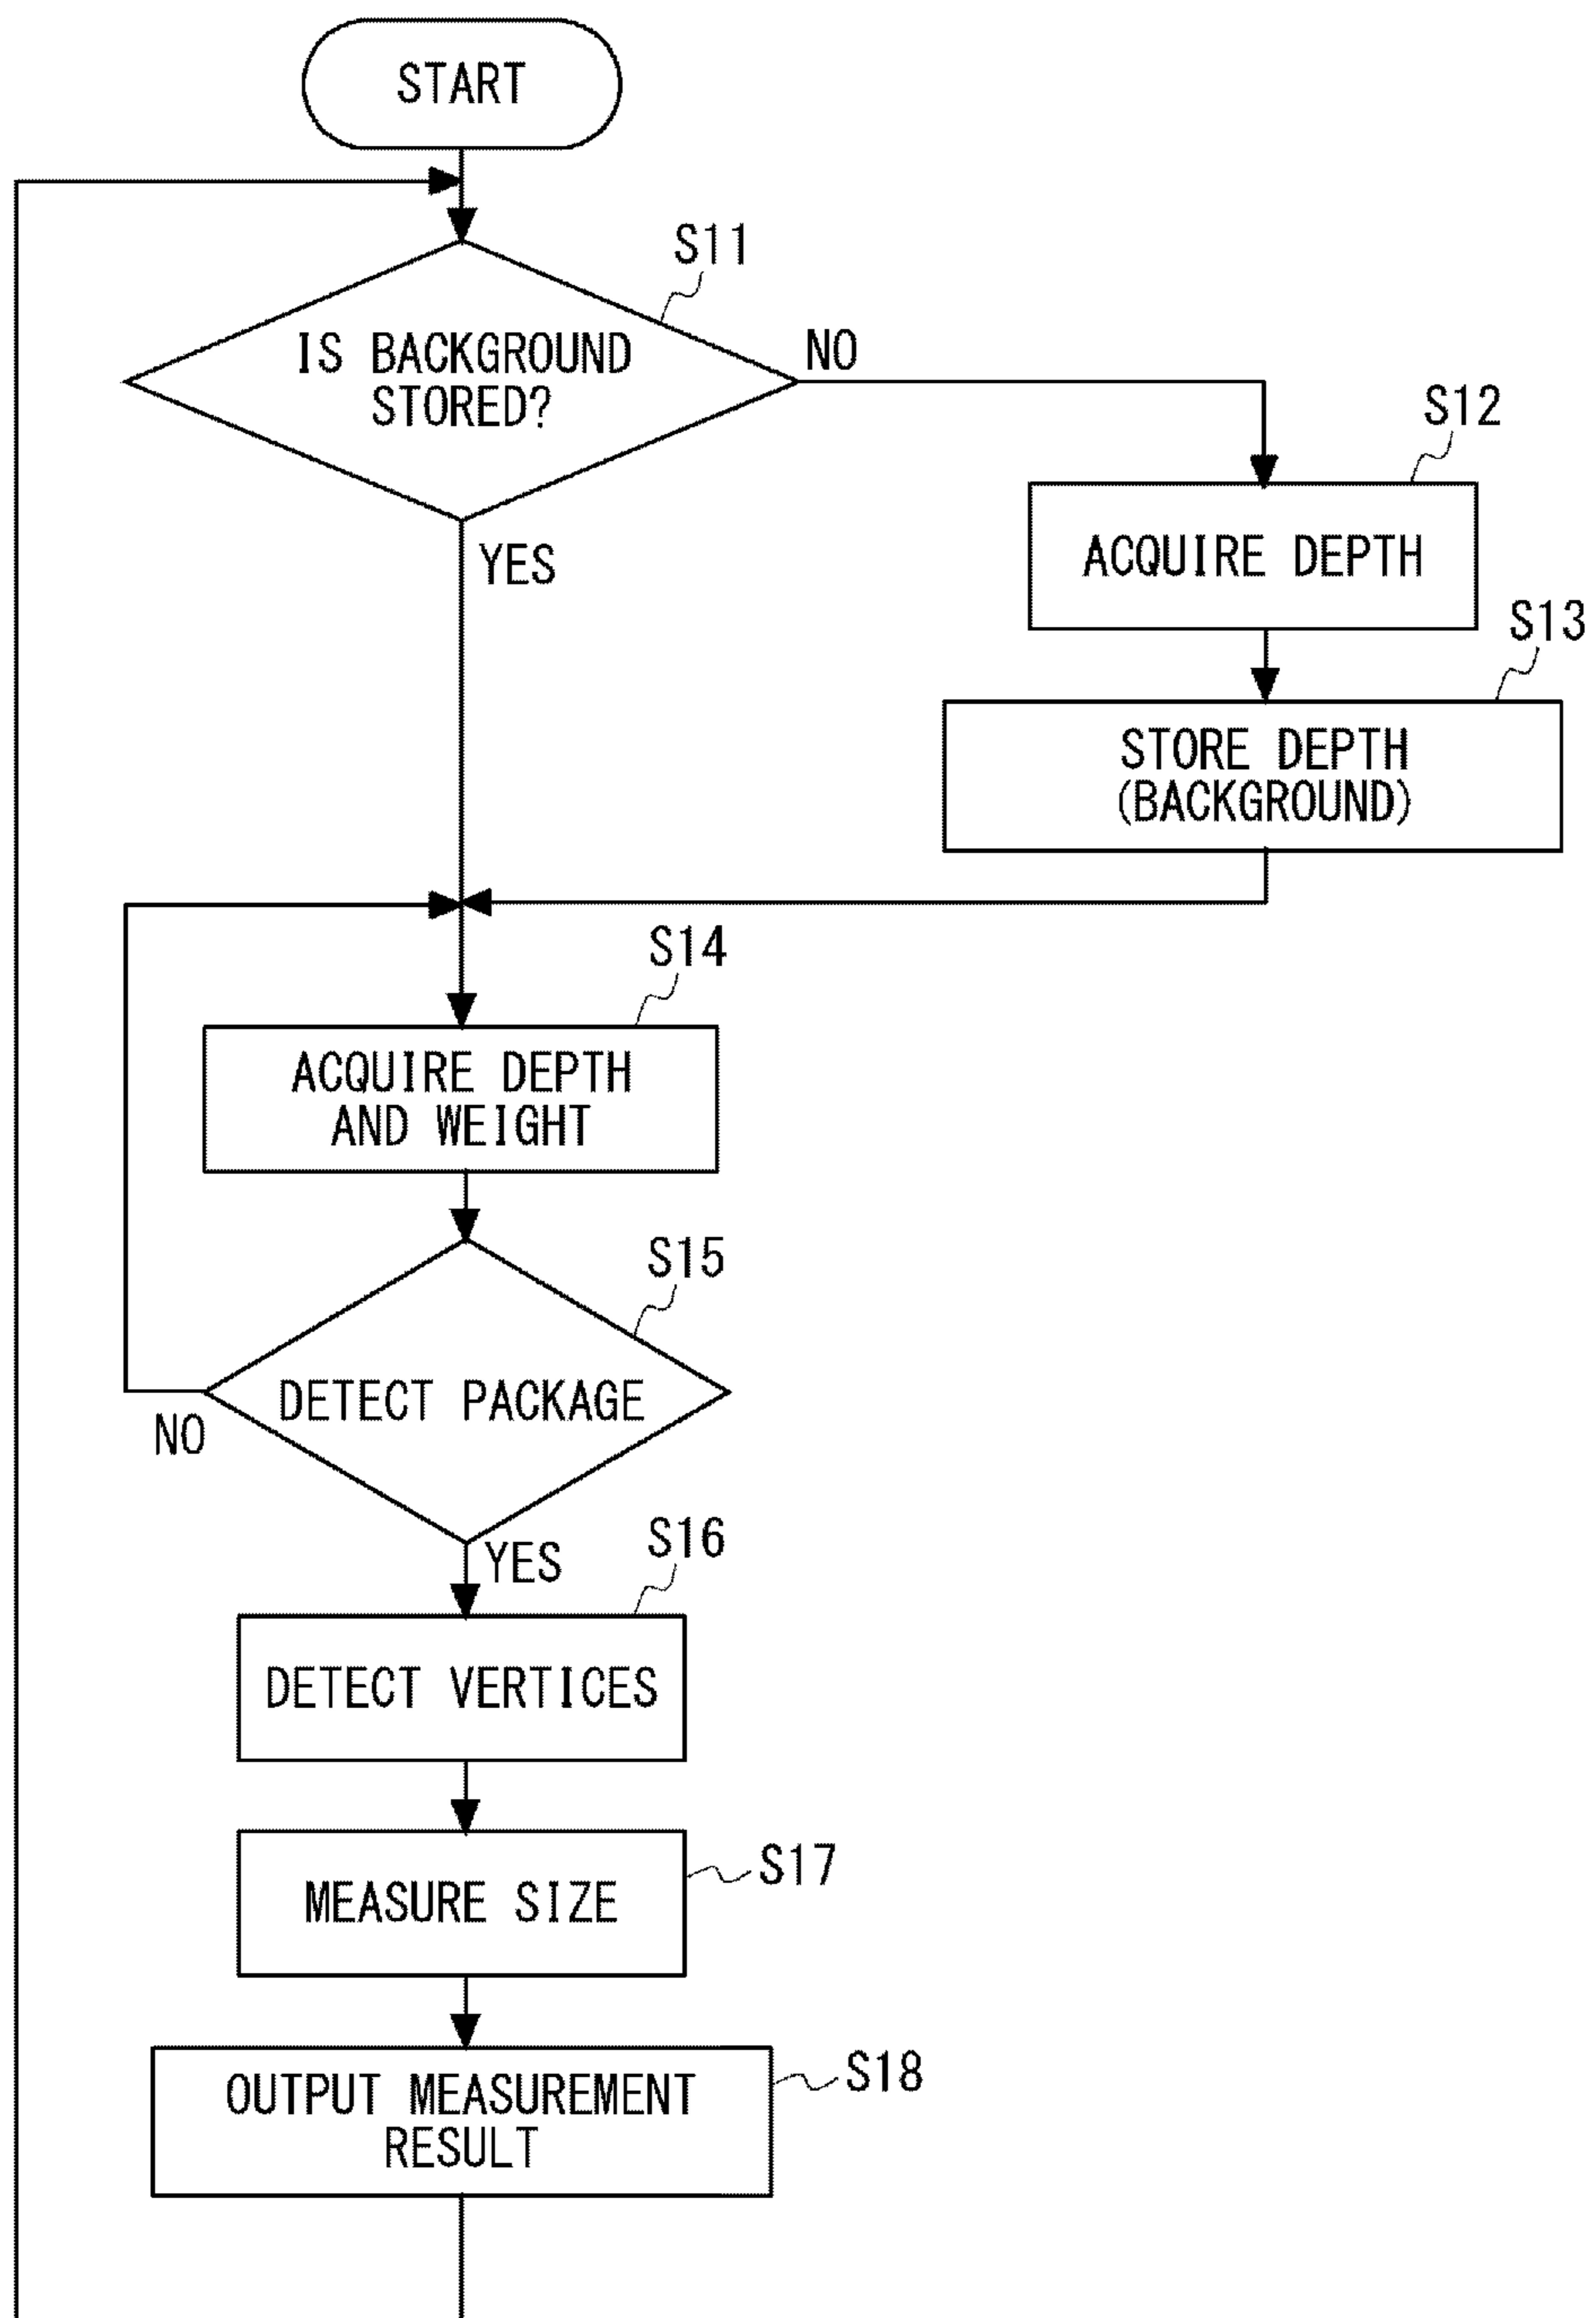 START
S11
IS BACKGROUND
STORED?
NO
YES
S12
ACQUIRE DEPTH
S13
STORE DEPTH
(BACKGROUND)
S14
ACQUIRE DEPTH
AND WEIGHT
S15
DETECT PACKAGE
NO
YES
S16
DETECT VERTICES
S17
MEASURE SIZE
S18
OUTPUT MEASUREMENT
RESULT